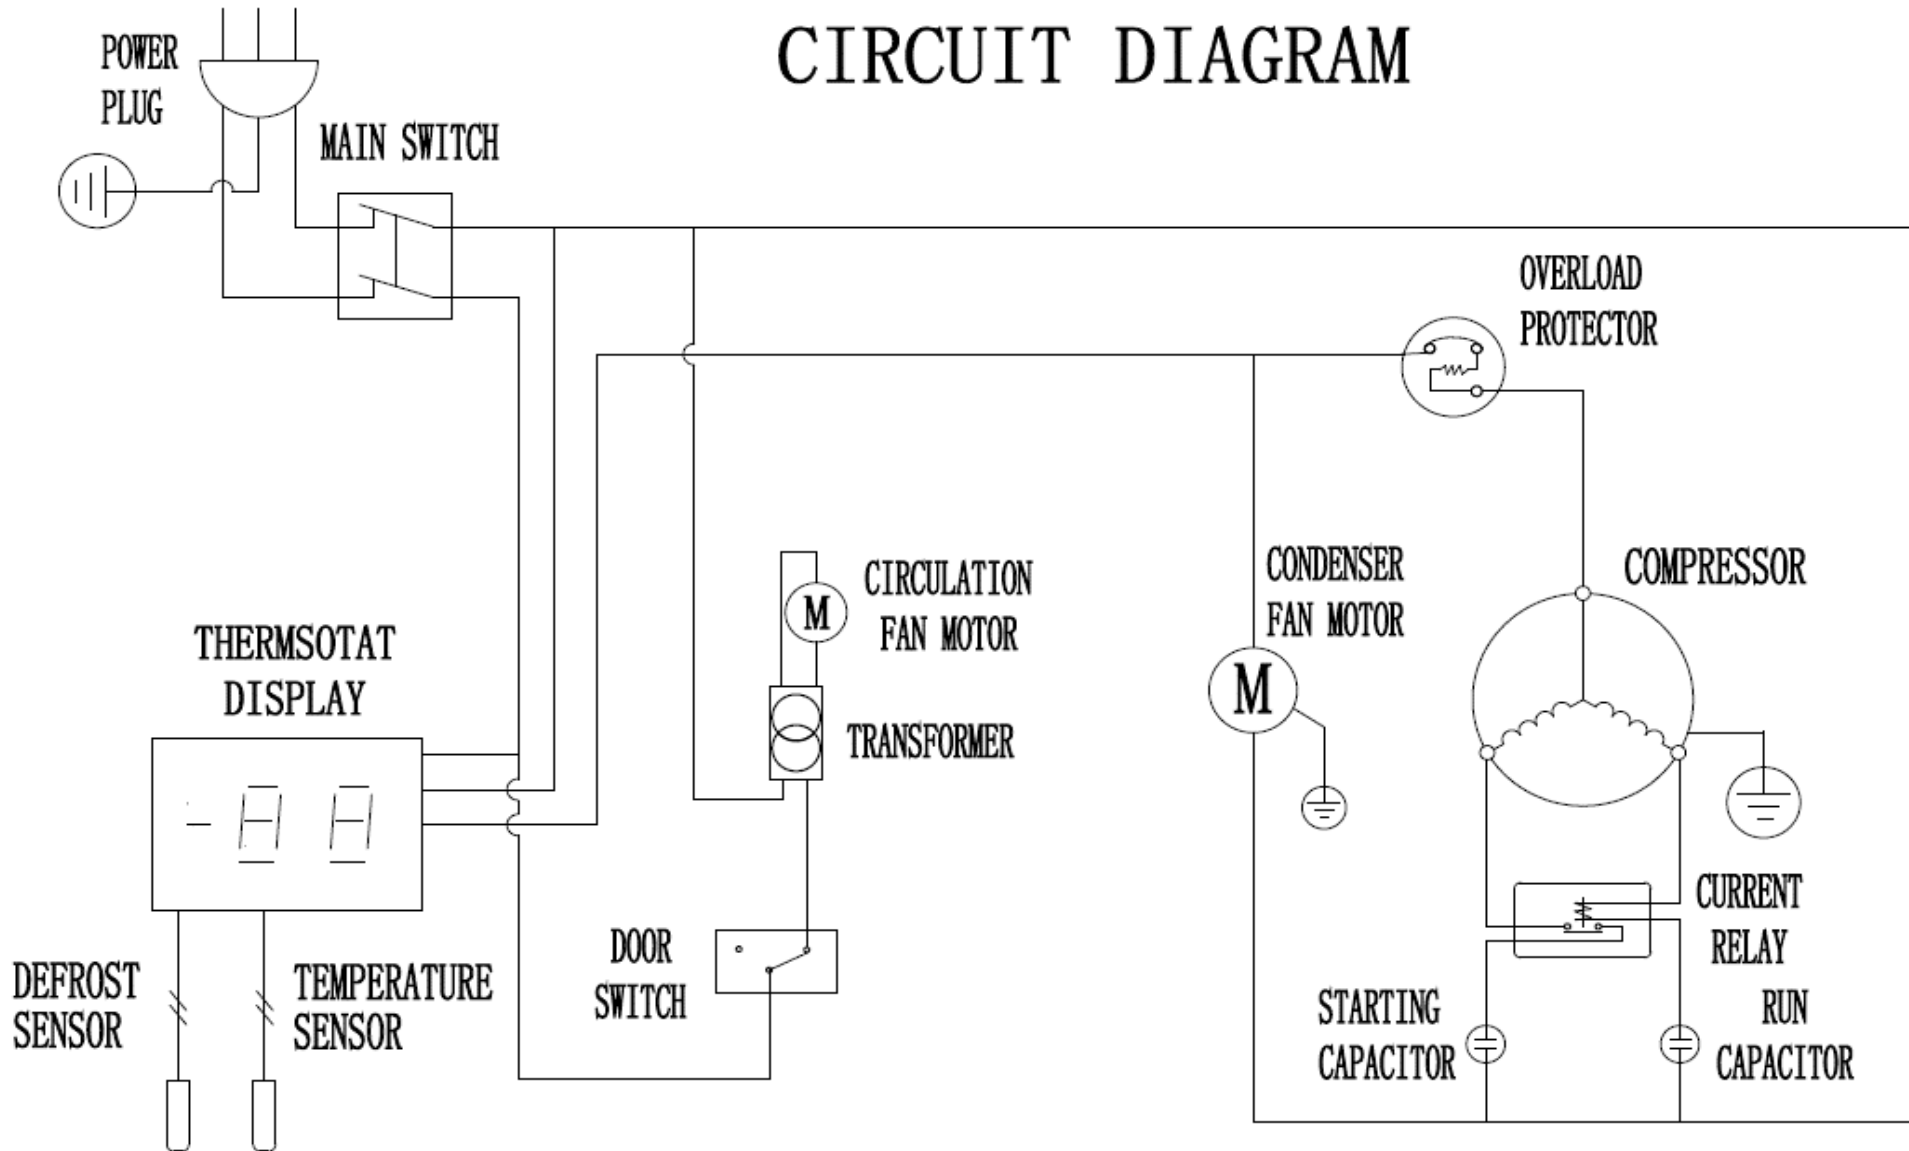 CIRCUIT DIAGRAM
POWER
PLUG
MAIN SWITCH
OVERLOAD
PROTECTOR
CIRCULATION
FAN MOTOR
M
CONDENSER
FAN MOTOR
M
COMPRESSOR
THERMSOTAT
DISPLAY
TRANSFORMER
-88
DOOR
SWITCH
CURRENT
RELAY
DEFROST
SENSOR
TEMPERATURE
SENSOR
STARTING
CAPACITOR
RUN
CAPACITOR